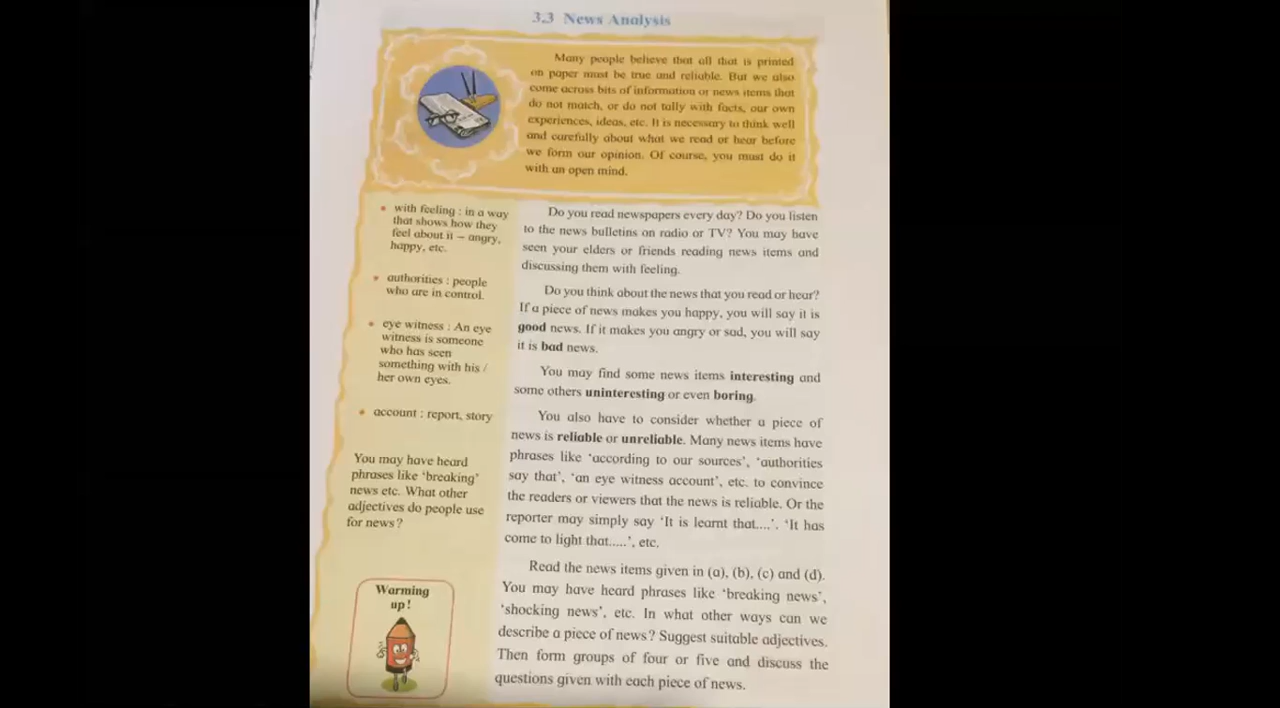 3.3 News Analysis
Many people believe that all that is printed
on paper must be true and reliable. But we also
come across bits of information or news items that
do not match, or do not tally with facts, our own
experiences, ideas, etc. It is necessary to think well
and carefully about what we read or hear before
we form our opinion. Of course, you must do it
with an open mind.
• with feeling : in a way
that shows how they
feel about it – angry,
happy, etc.
• authorities : people
who are in control.
• eye witness : An eye
witness is someone
who has seen
something with his /
her own eyes.
• account : report, story
You may have heard
phrases like ‘breaking’
news etc. What other
adjectives do people use
for news?
Warming
up!
Do you read newspapers every day? Do you listen
to the news bulletins on radio or TV? You may have
seen your elders or friends reading news items and
discussing them with feeling.
Do you think about the news that you read or hear?
If a piece of news makes you happy, you will say it is
good news. If it makes you angry or sad, you will say
it is bad news.
You may find some news items interesting and
some others uninteresting or even boring.
You also have to consider whether a piece of
news is reliable or unreliable. Many news items have
phrases like ‘according to our sources’, ‘authorities
say that’, ‘an eye witness account’, etc. to convince
the readers or viewers that the news is reliable. Or the
reporter may simply say ‘It is learnt that....’. ‘It has
come to light that.....’, etc.
Read the news items given in (a), (b), (c) and (d).
You may have heard phrases like ‘breaking news’,
‘shocking news’, etc. In what other ways can we
describe a piece of news? Suggest suitable adjectives.
Then form groups of four or five and discuss the
questions given with each piece of news.